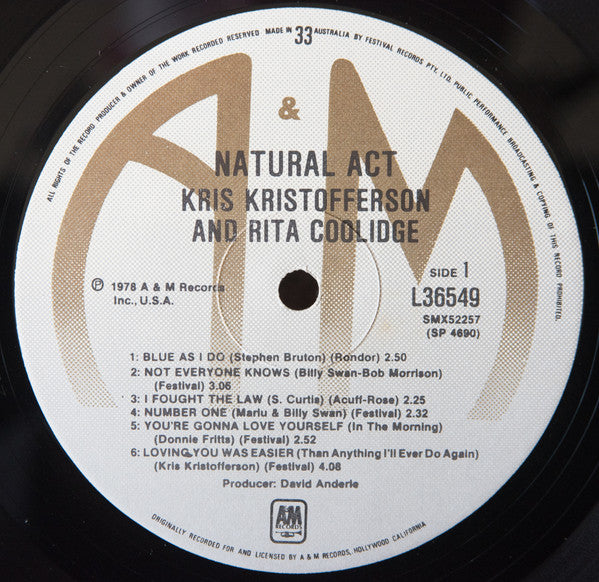 ALL RIGHTS OF THE RECORD PRODUCER & OWNER OF THE WORK RECORDED RESERVED MADE IN 33 AUSTRALIA BY FESTIVAL RECORDS PTY. LTD. PUBLIC PERFORMANCE BROADCASTING & COPYING OF THIS RECORD PROHIBITED.
A & M
NATURAL ACT
KRIS KRISTOFFERSON
AND RITA COOLIDGE
℗ 1978 A & M Records
Inc., U.S.A.
SIDE 1
L36549
SMX52257
(SP 4690)
1: BLUE AS I DO (Stephen Bruton) (Rondor) 2.50
2: NOT EVERYONE KNOWS (Billy Swan-Bob Morrison)
(Festival) 3.06
3: I FOUGHT THE LAW (S. Curtis) (Acuff-Rose) 2.25
4: NUMBER ONE (Marlu & Billy Swan) (Festival) 2.32
5: YOU'RE GONNA LOVE YOURSELF (In The Morning)
(Donnie Fritts) (Festival) 2.52
6: LOVING YOU WAS EASIER (Than Anything I'll Ever Do Again)
(Kris Kristofferson) (Festival) 4.08
Producer: David Anderle
A&M
RECORDS
ORIGINALLY RECORDED FOR AND LICENSED BY A & M RECORDS, HOLLYWOOD CALIFORNIA